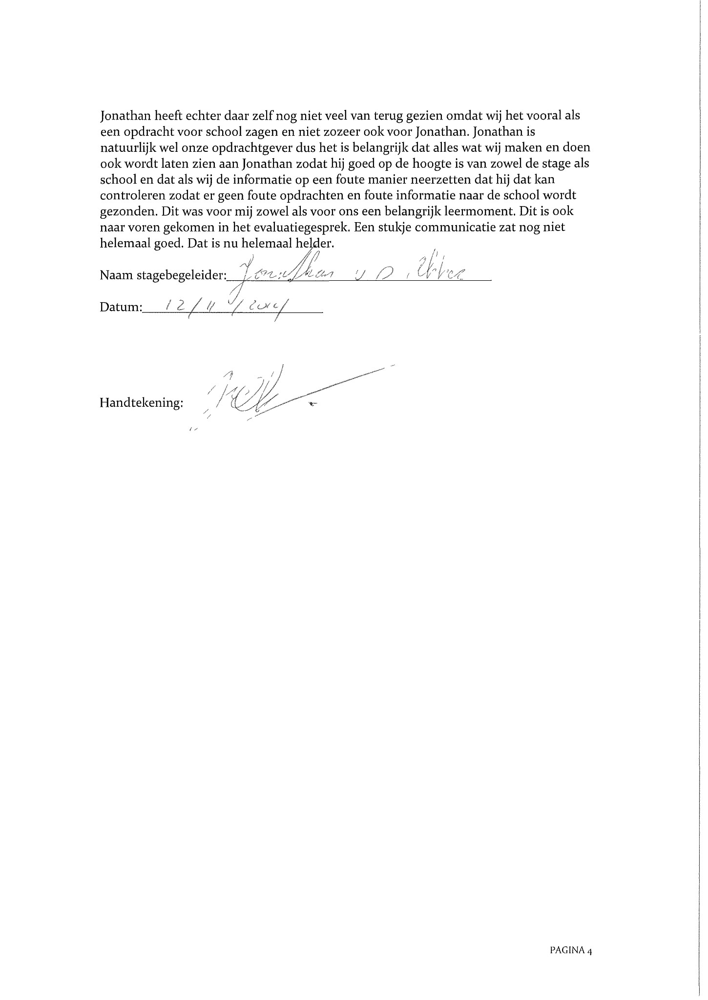 Jonathan heeft echter daar zelf nog niet veel van terug gezien omdat wij het vooral als
een opdracht voor school zagen en niet zozeer ook voor Jonathan. Jonathan is
natuurlijk wel onze opdrachtgever dus het is belangrijk dat alles wat wij maken en doen
ook wordt laten zien aan Jonathan zodat hij goed op de hoogte is van zowel de stage als
school en dat als wij de informatie op een foute manier neerzetten dat hij dat kan
controleren zodat er geen foute opdrachten en foute informatie naar de school wordt
gezonden. Dit was voor mij zowel als voor ons een belangrijk leermoment. Dit is ook
naar voren gekomen in het evaluatiegesprek. Een stukje communicatie zat nog niet
helemaal goed. Dat is nu helemaal helder.
Naam stagebegeleider: Jonathan v D
Datum: 12/11/2014
Handtekening:
PAGINA 4